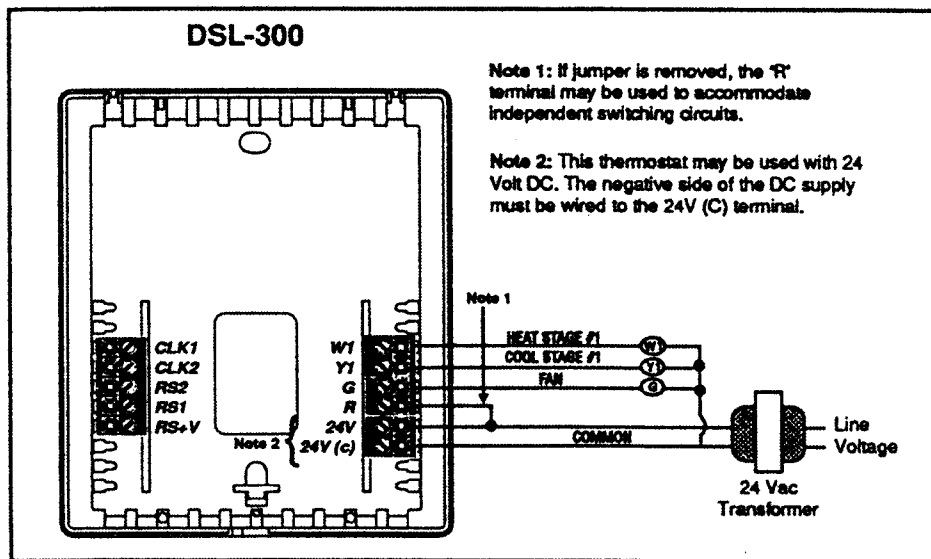 DSL-300
Note 1: If jumper is removed, the "R"
terminal may be used to accommodate
independent switching circuits.
Note 2: This thermostat may be used with 24
Volt DC. The negative side of the DC supply
must be wired to the 24V (C) terminal.
Note 1
CLK1
CLK2
RS2
RS1
RS+V
W1
Y1
G
R
24V
24V (c)
Note 2
HEAT STAGE #1
W1
COOL STAGE #1
Y1
FAN
G
COMMON
Line
Voltage
24 Vac
Transformer